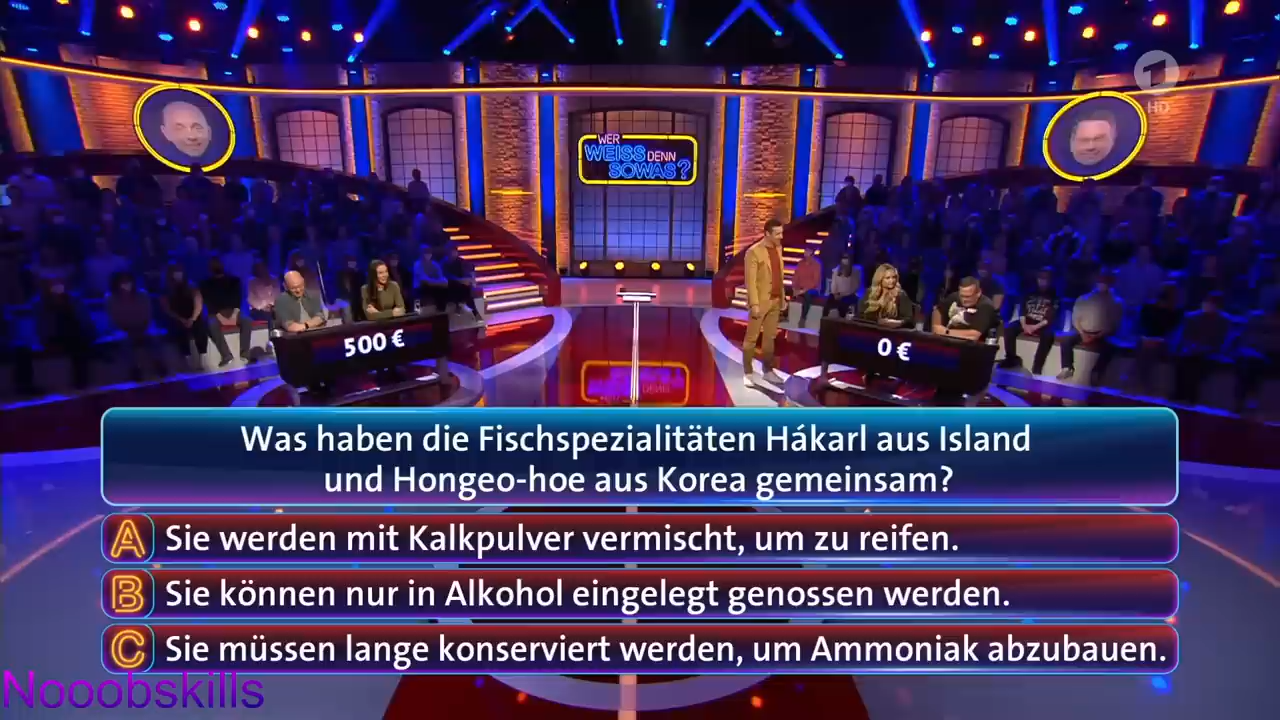 HD
WER
WEISS DENN
SOWAS?
500 €
0 €
Was haben die Fischspezialitäten Hákarl aus Island
und Hongeo-hoe aus Korea gemeinsam?
A Sie werden mit Kalkpulver vermischt, um zu reifen.
B Sie können nur in Alkohol eingelegt genossen werden.
C Sie müssen lange konserviert werden, um Ammoniak abzubauen.
Nooobskills